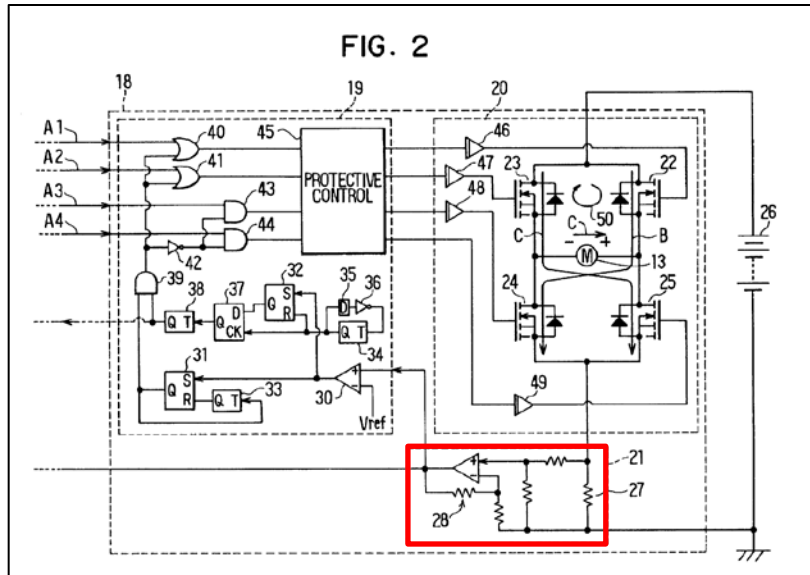 FIG. 2
18
19
20
A1
40
45
46
A2
41
47
23
22
A3
43
PROTECTIVE
CONTROL
48
50
26
A4
44
C
C
B
- +
42
M
13
39
32
35
36
24
25
38
37
D
S
Q
Q T
Q
CK
R
Q T
34
31
30
S
33
+
Q
Q T
-
49
R
Vref
21
+
-
27
28